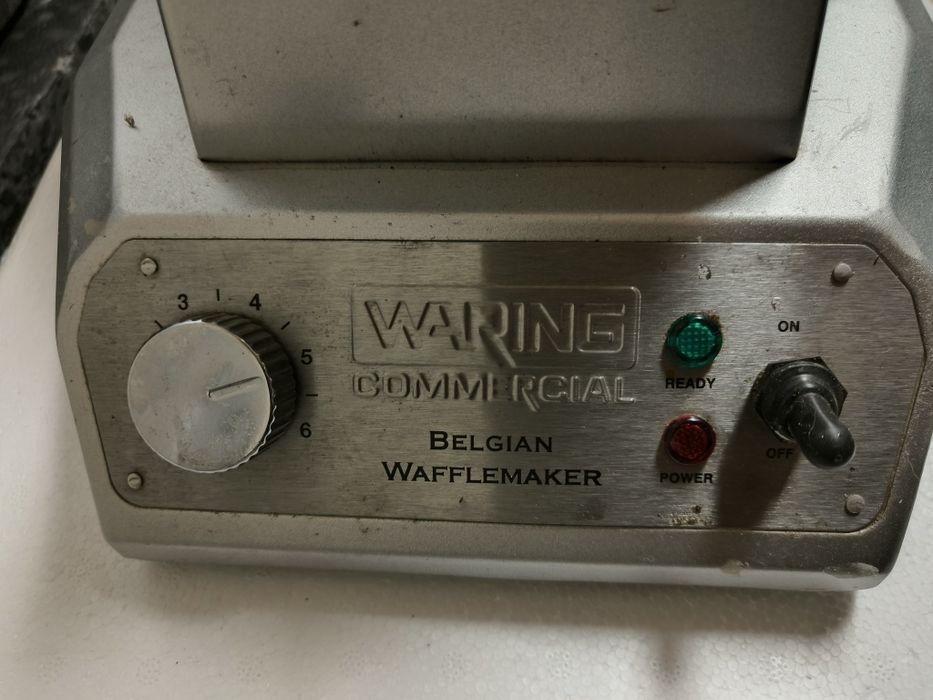 3
4
5
6
WARING
COMMERCIAL
BELGIAN
WAFFLEMAKER
READY
POWER
ON
OFF